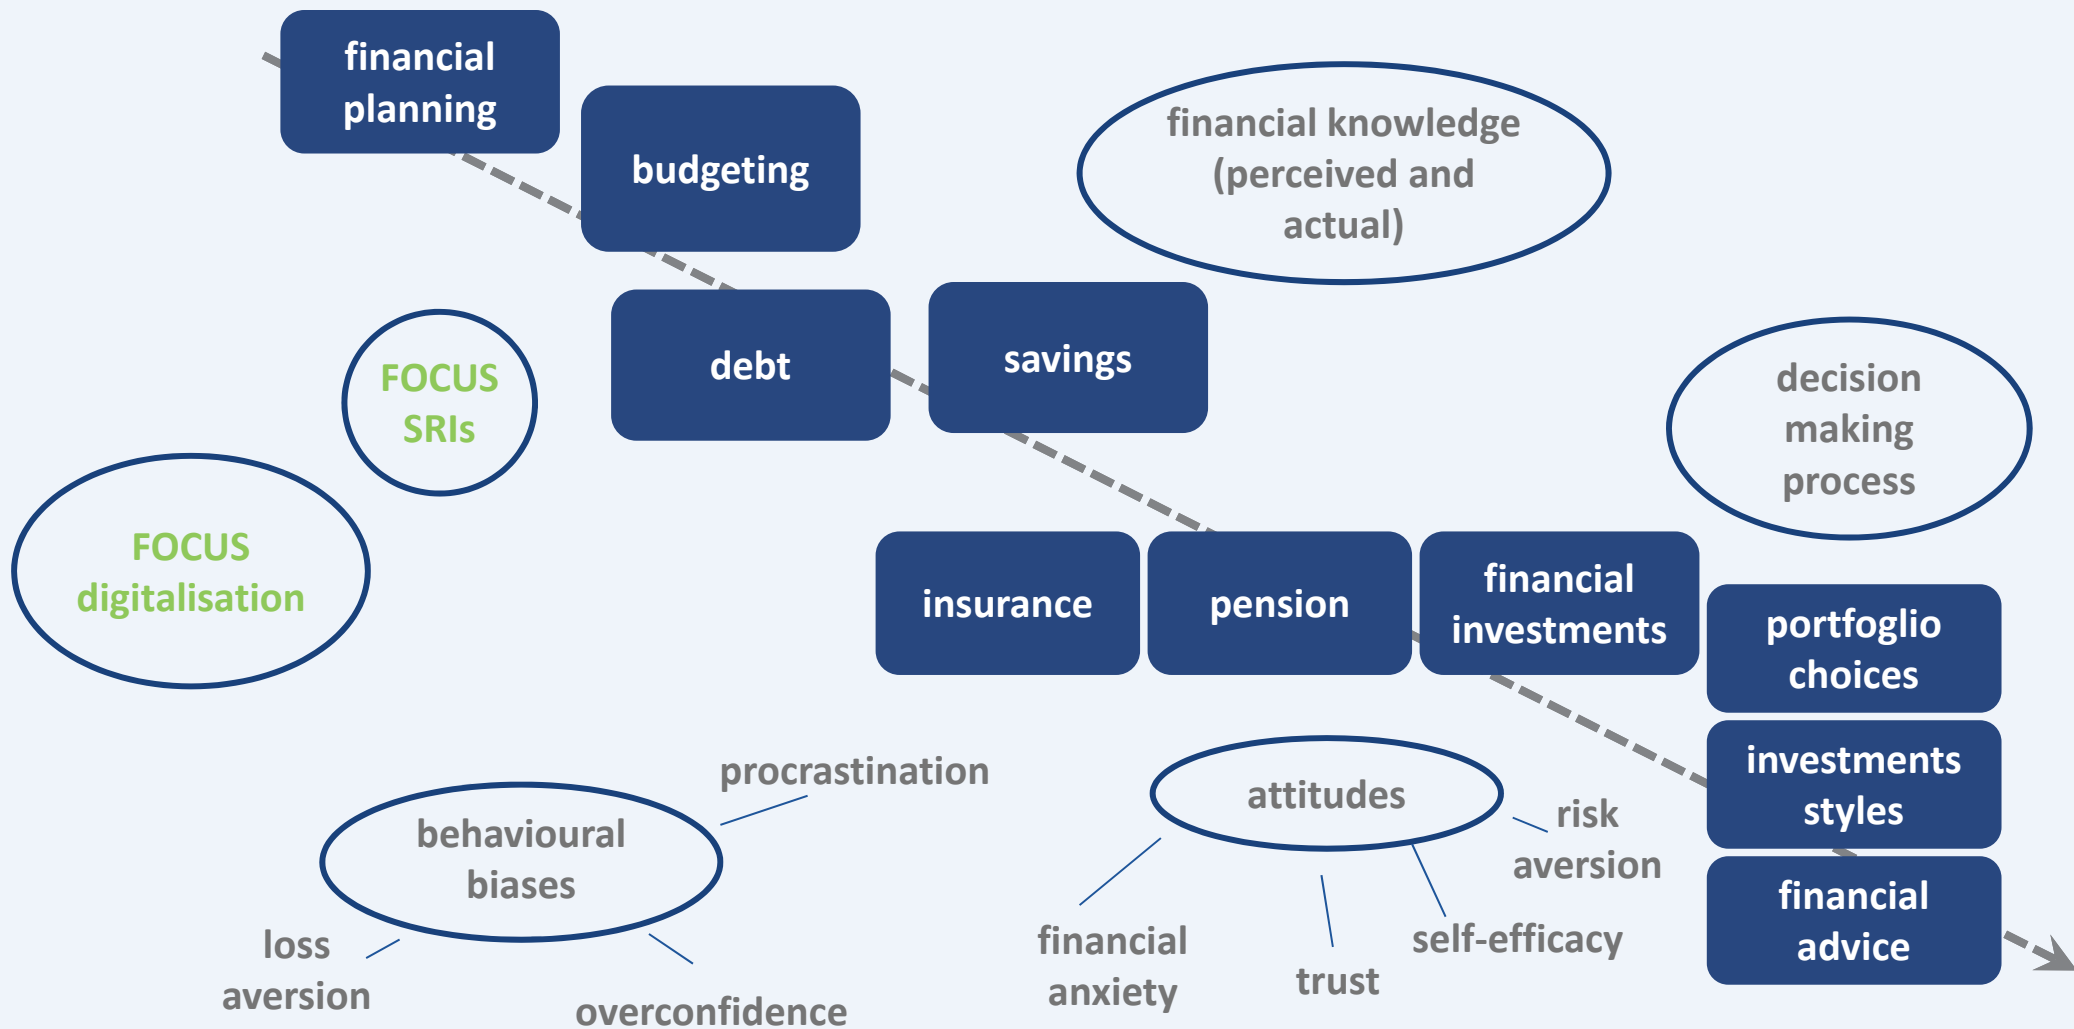 financial
planning
budgeting
financial knowledge
(perceived and
actual)
debt
savings
FOCUS
SRIs
decision
making
process
FOCUS
digitalisation
insurance
pension
financial
investments
portfoglio
choices
investments
styles
financial
advice
procrastination
behavioural
biases
loss
aversion
overconfidence
attitudes
risk
aversion
self-efficacy
trust
financial
anxiety